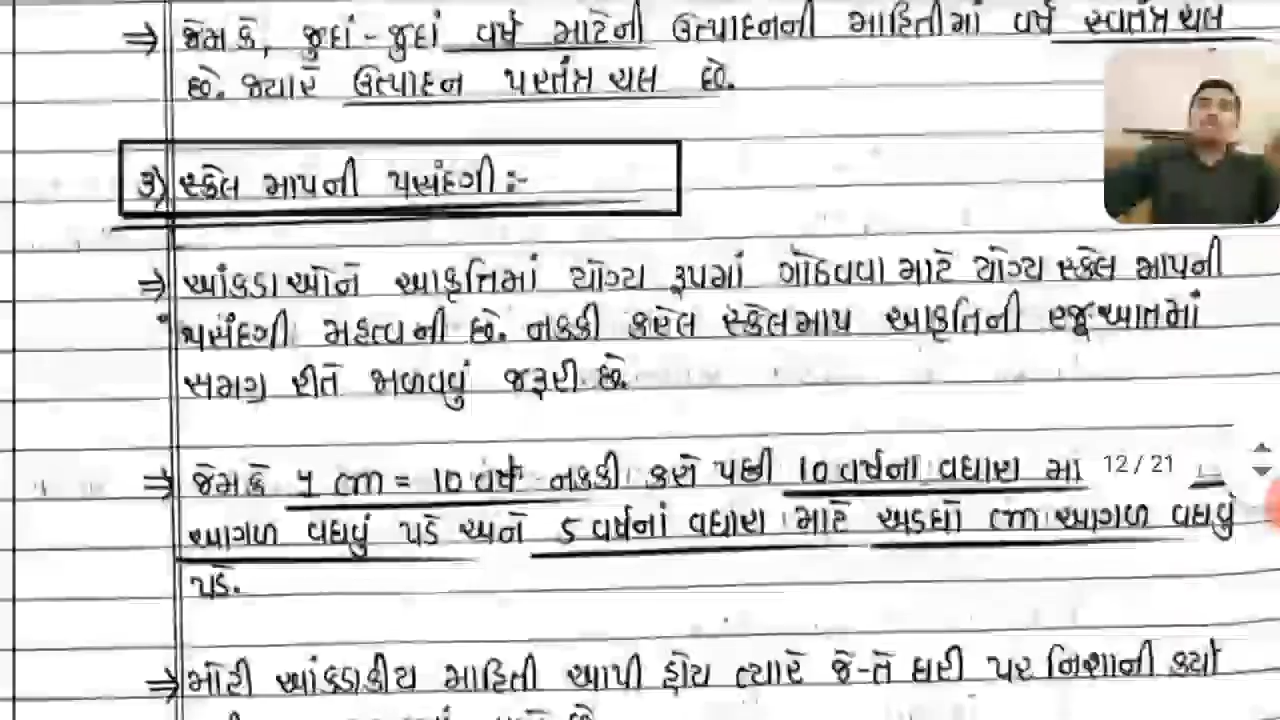 ⇒ જેમ કે, જુદાં-જુદાં વર્ષ માટેની ઉત્પાદનની માહિતીમાં વર્ષ સ્વતંત્ર ચલ
છે. જ્યારે ઉત્પાદન પરતંત્ર ચલ છે.
૩) સ્કેલ માપની પસંદગી :-
⇒ આંકડાઓને આકૃતિમાં યોગ્ય રૂપમાં ગોઠવવા માટે યોગ્ય સ્કેલ માપની
પસંદગી મહત્વની છે. નક્કી કરેલ સ્કેલમાપ આકૃતિની રજૂઆતમાં
સમગ્ર રીતે જાળવવું જરૂરી છે.
⇒ જેમ કે 1 cm = 10 વર્ષ નક્કી કરો પછી 10 વર્ષના વધારા માં
12 / 21
આગળ વધવું પડે અને 5 વર્ષનાં વધારા માટે અડધો cm આગળ વધવું
પડે.
⇒ મોટી આંકડાકીય માહિતી આપી હોય ત્યારે જે-તે ધરી પર નિશાની કર્યા